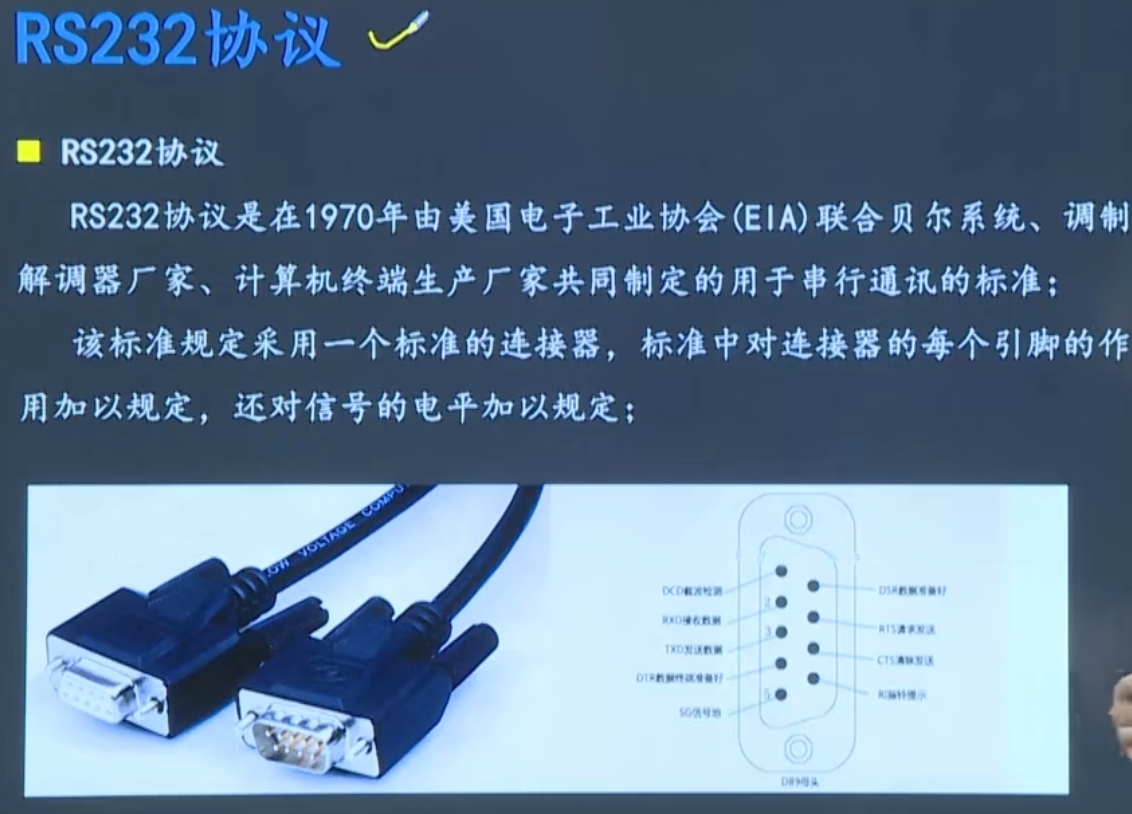 RS232协议
RS232协议
RS232协议是在1970年由美国电子工业协会(EIA)联合贝尔系统、调制
解调器厂家、计算机终端生产厂家共同制定的用于串行通讯的标准;
该标准规定采用一个标准的连接器, 标准中对连接器的每个引脚的作
用加以规定, 还对信号的电平加以规定;
LOW VOLTAGE COMPU
DCD载波检测
2 RXD接收数据
3 TXD发送数据
DTR数据终端准备好
5 SG信号地
DSR数据准备好
RTS请求发送
CTS清除发送
RI振铃提示
DB9母头